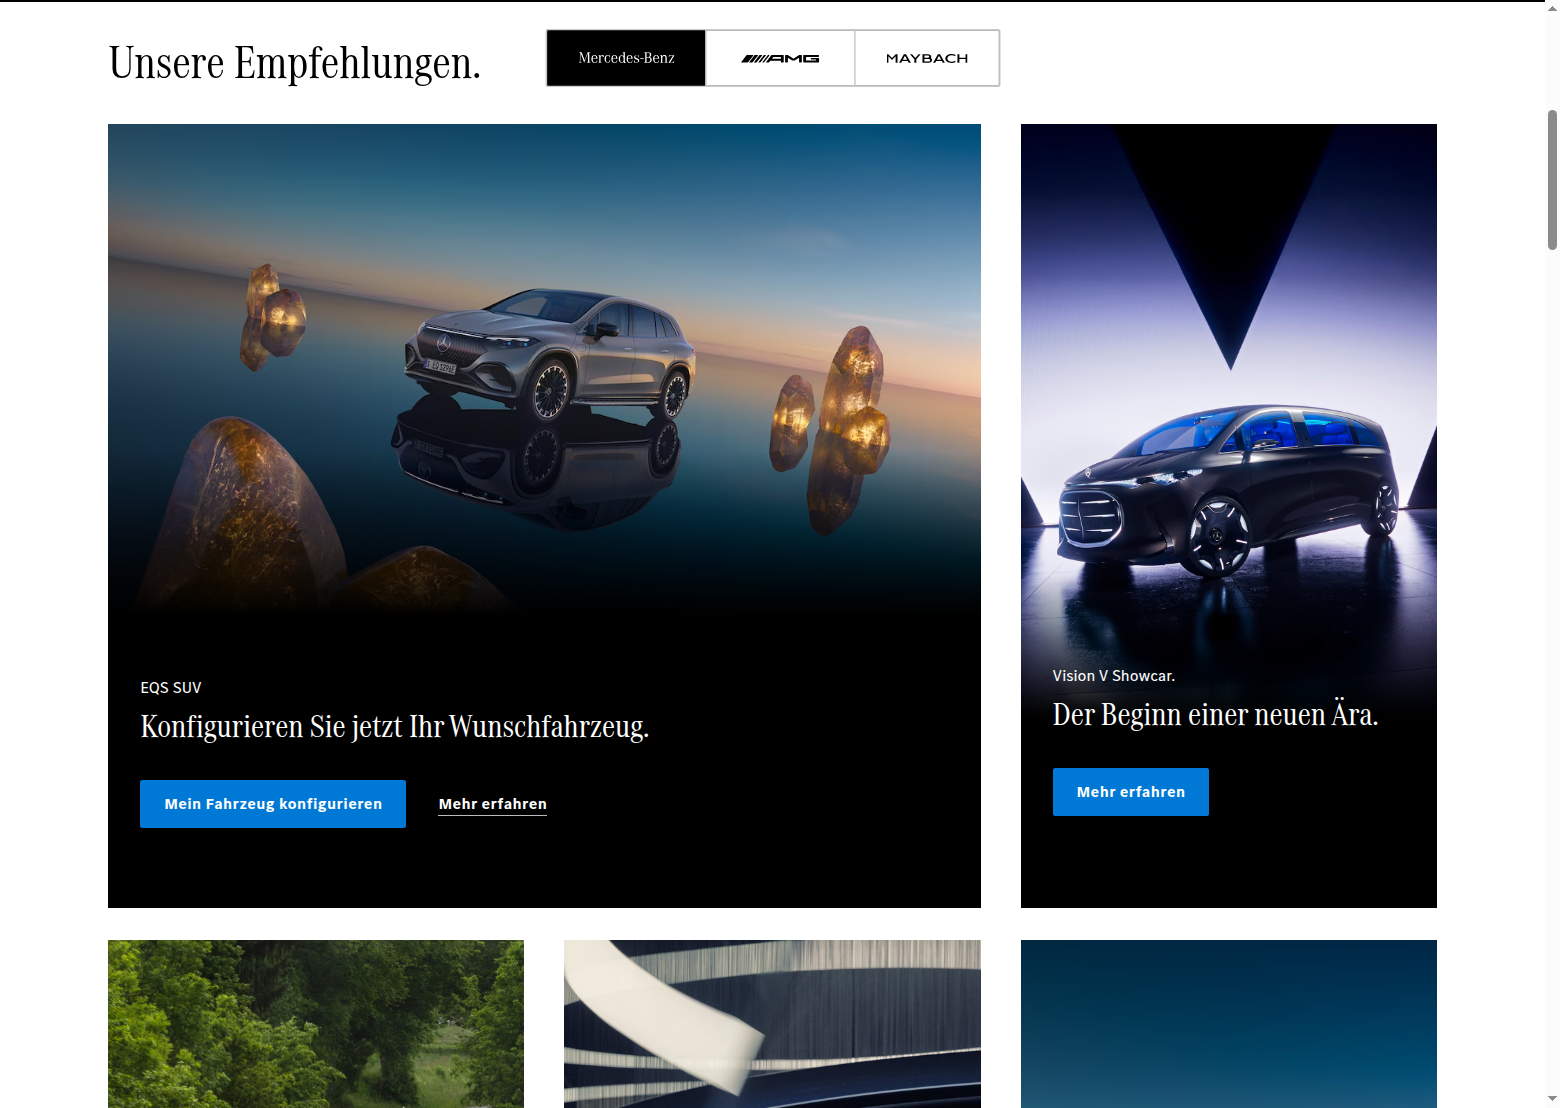 Unsere Empfehlungen.
Mercedes-Benz
AMG
MAYBACH
EQS SUV
Konfigurieren Sie jetzt Ihr Wunschfahrzeug.
Mein Fahrzeug konfigurieren
Mehr erfahren
Vision V Showcar.
Der Beginn einer neuen Ära.
Mehr erfahren